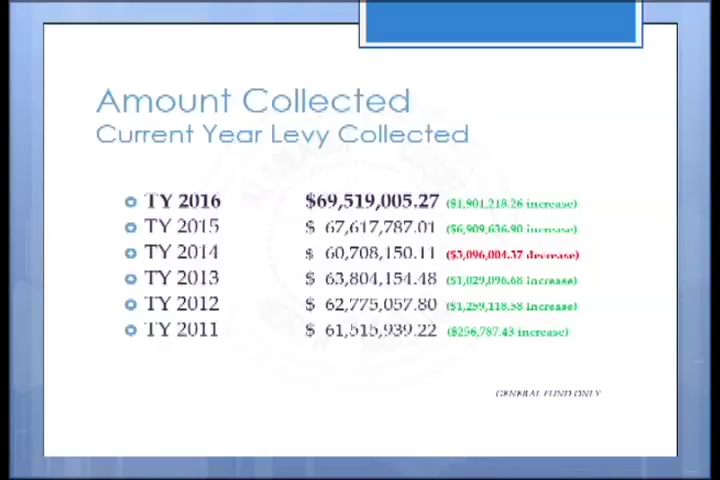 Amount Collected
Current Year Levy Collected
TY 2016 $69,519,005.27 ($1,901,218.26 increase)
TY 2015 $ 67,617,787.01 ($6,909,636.90 increase)
TY 2014 $ 60,708,150.11 ($3,096,004.37 decrease)
TY 2013 $ 63,804,154.48 ($1,029,096.68 increase)
TY 2012 $ 62,775,057.80 ($1,259,118.58 increase)
TY 2011 $ 61,515,939.22 ($256,787.43 increase)
GENERAL FUND ONLY